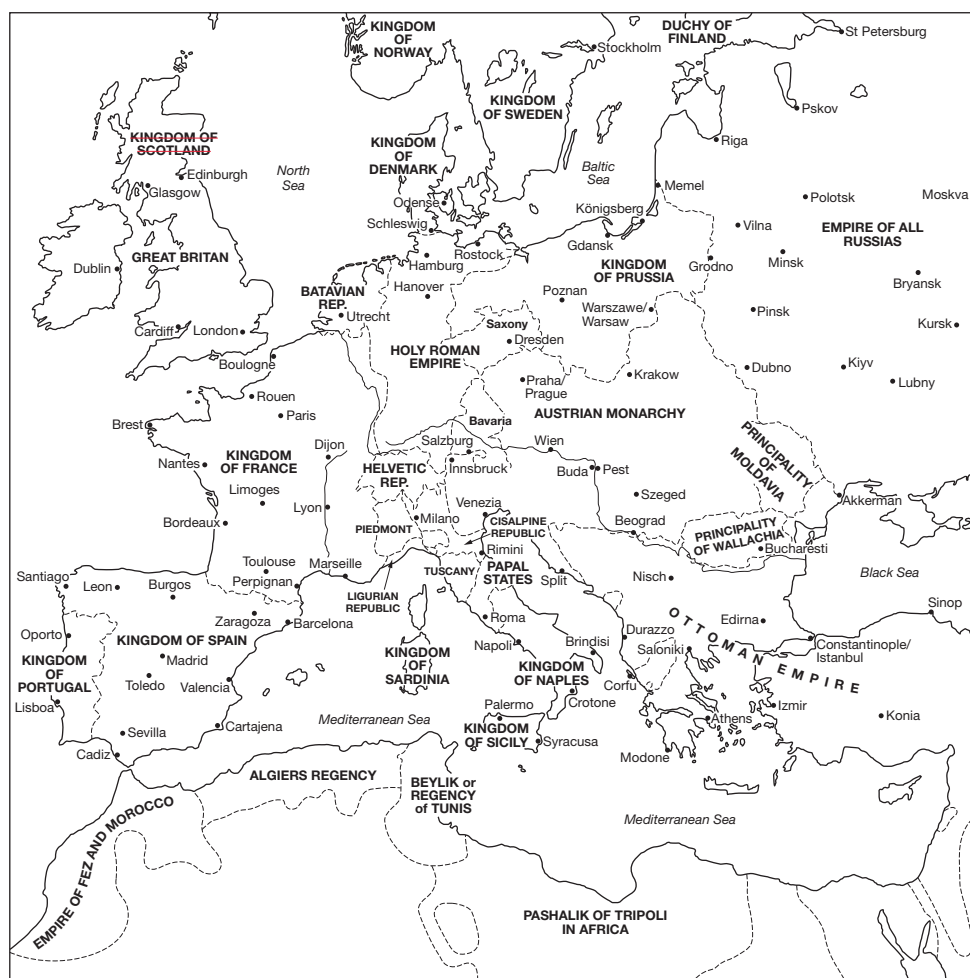 KINGDOM
OF
NORWAY
DUCHY OF
FINLAND
St Petersburg
Stockholm
KINGDOM
OF SWEDEN
Pskov
KINGDOM OF
SCOTLAND
Riga
KINGDOM
OF
DENMARK
North
Sea
Baltic
Sea
Edinburgh
Glasgow
Memel
Odense
Polotsk
Moskva
Königsberg
Schleswig
Vilna
EMPIRE OF ALL
RUSSIAS
Gdansk
Rostock
GREAT BRITAN
Minsk
Dublin
Hamburg
KINGDOM
OF PRUSSIA
Grodno
Bryansk
BATAVIAN
REP.
Hanover
Poznan
Utrecht
Warszawe/
Warsaw
Pinsk
Saxony
Kursk
Cardiff
London
Dresden
HOLY ROMAN
EMPIRE
Boulogne
Dubno
Kiyv
Krakow
Praha/
Prague
Lubny
Rouen
Paris
AUSTRIAN MONARCHY
Brest
Bavaria
PRINCIPALITY
OF
MOLDAVIA
Dijon
Salzburg
Wien
KINGDOM
OF FRANCE
Nantes
HELVETIC
REP.
Innsbruck
Buda
Pest
Limoges
Szeged
Akkerman
Venezia
Lyon
Milano
Bordeaux
PIEDMONT
CISALPINE
REPUBLIC
Beograd
PRINCIPALITY
OF WALLACHIA
Bucharesti
Rimini
Toulouse
Marseille
TUSCANY
PAPAL
STATES
Split
Nisch
Black Sea
Santiago
Leon
Burgos
Perpignan
LIGURIAN
REPUBLIC
Sinop
Zaragoza
Barcelona
Roma
OTTOMAN EMPIRE
Edirna
Oporto
KINGDOM OF SPAIN
Napoli
Brindisi
Durazzo
Constantinople/
Istanbul
Saloniki
Madrid
KINGDOM
OF
PORTUGAL
KINGDOM
OF
SARDINIA
KINGDOM
OF NAPLES
Toledo
Valencia
Corfu
Lisboa
Crotone
Izmir
Palermo
Konia
Mediterranean Sea
Athens
Cartajena
Sevilla
KINGDOM
OF SICILY
Syracusa
Cadiz
Modone
ALGIERS REGENCY
BEYLIK or
REGENCY
of TUNIS
EMPIRE OF FEZ AND MOROCCO
Mediterranean Sea
PASHALIK OF TRIPOLI
IN AFRICA